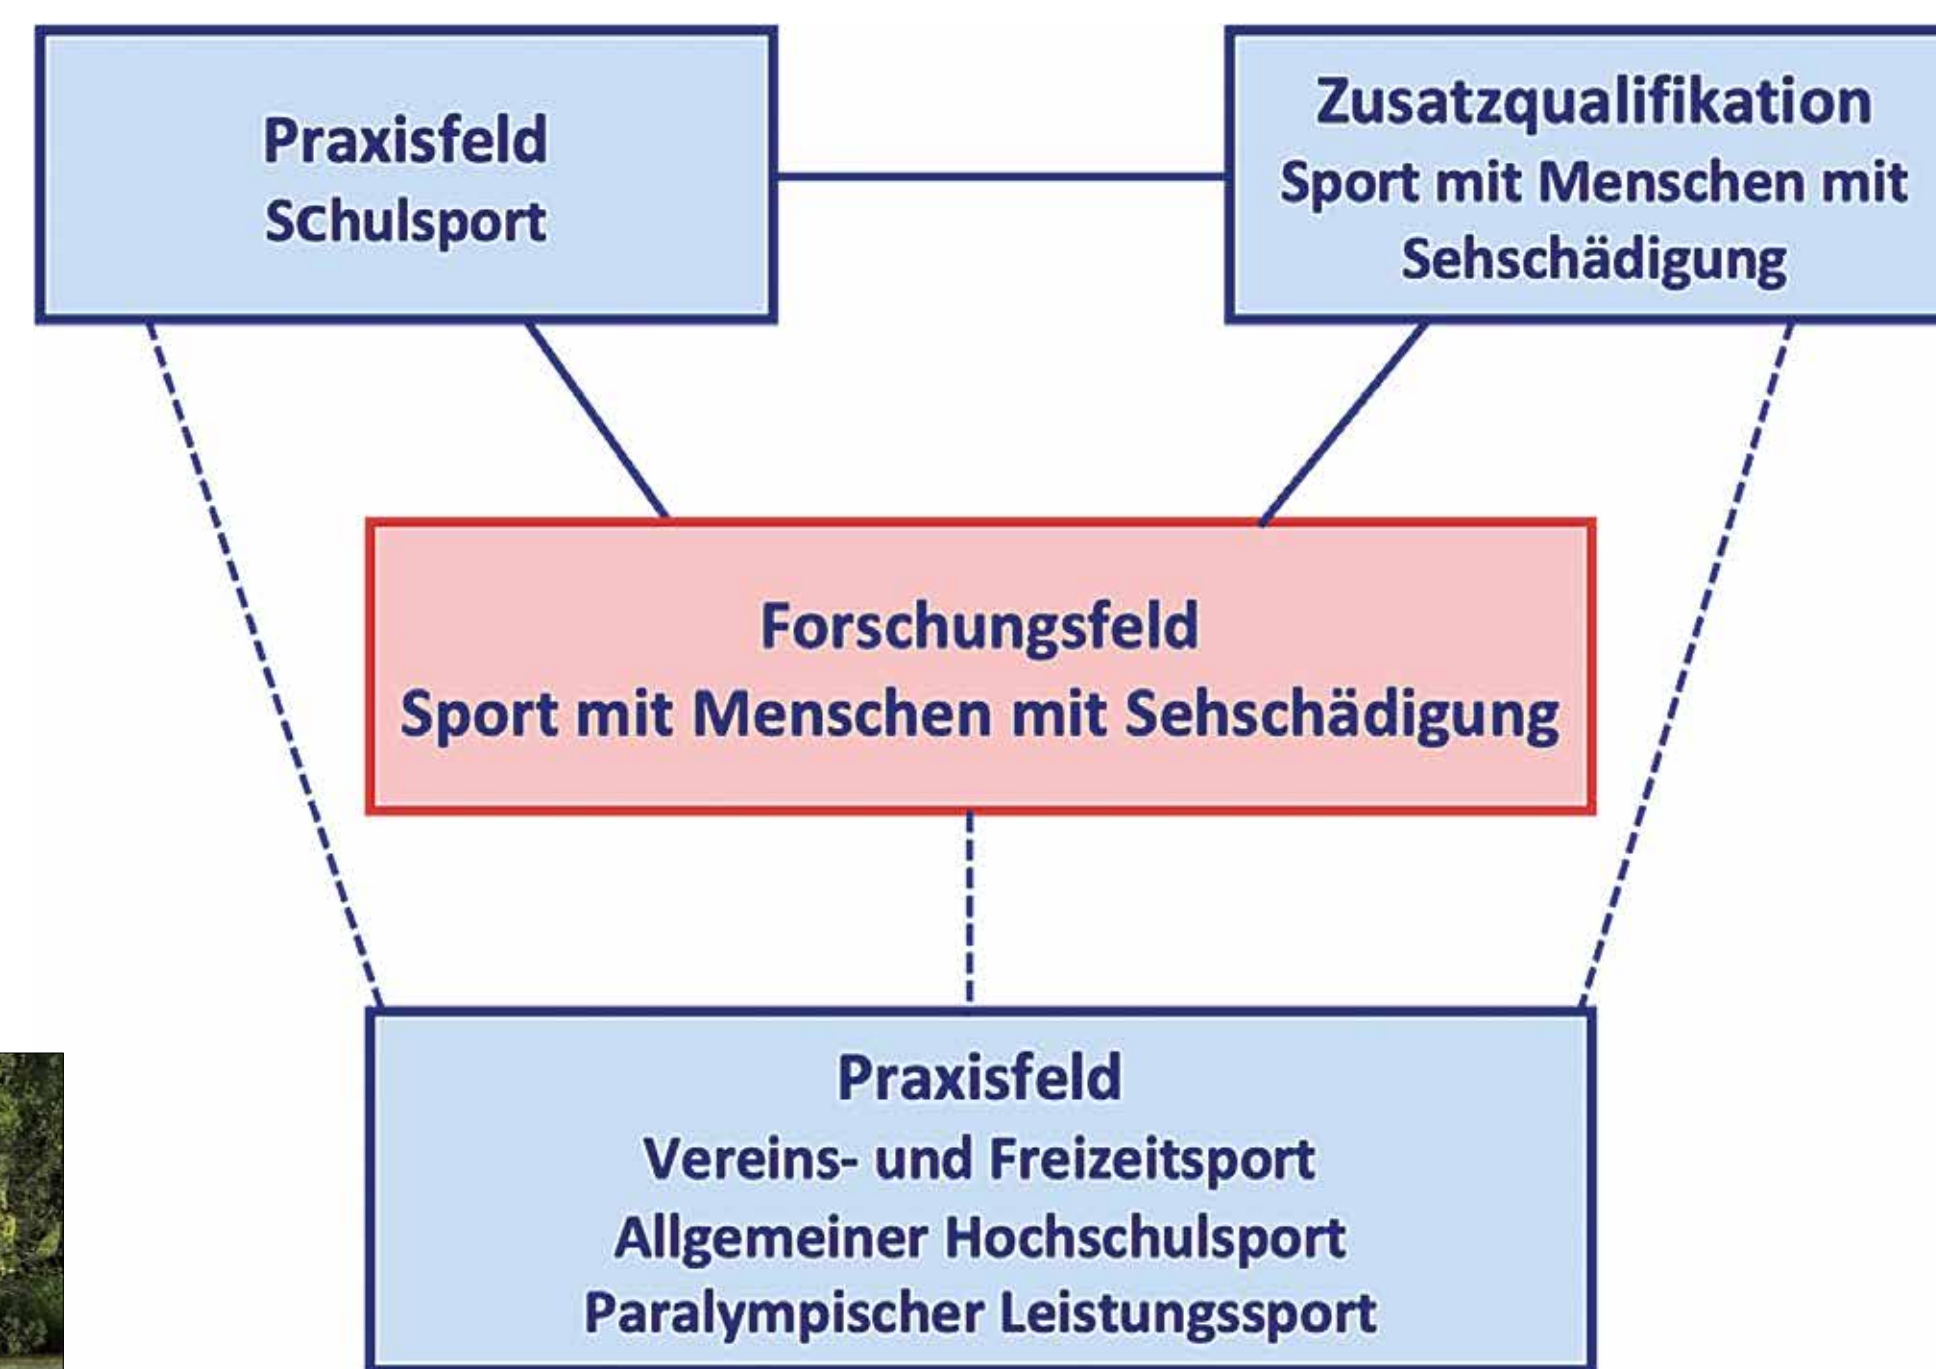 Praxisfeld
Schulsport
Zusatzqualifikation
Sport mit Menschen mit
Sehschädigung
Forschungsfeld
Sport mit Menschen mit Sehschädigung
Praxisfeld
Vereins- und Freizeitsport
Allgemeiner Hochschulsport
Paralympischer Leistungssport